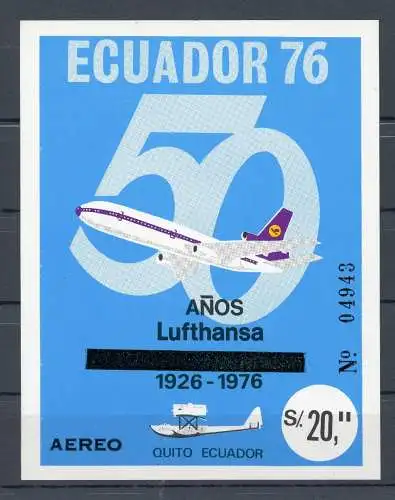 ECUADOR 76
50
AÑOS
Lufthansa
1926 - 1976
Nº 04943
AEREO
QUITO ECUADOR
S/. 20,"